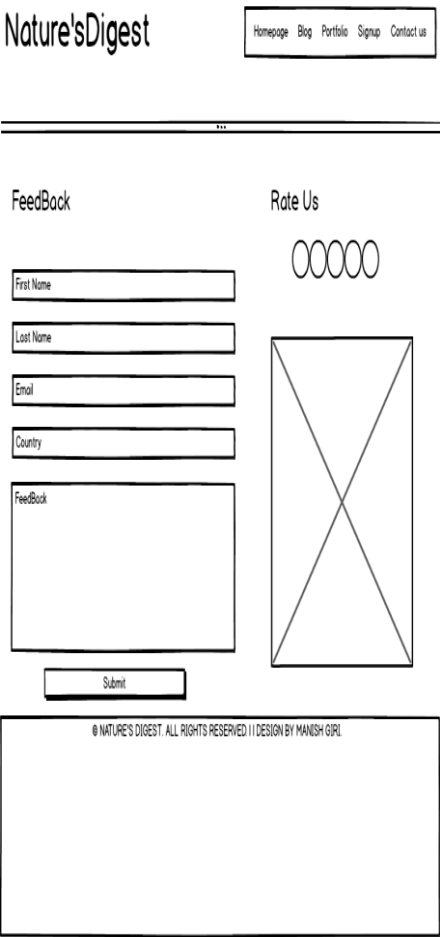 Nature'sDigest
Homepage Blog Portfolio Signup Contact us
FeedBack
Rate Us
First Name
Last Name
Email
Country
FeedBack
Submit
© NATURE'S DIGEST. ALL RIGHTS RESERVED. | | DESIGN BY MANISH GIRI.